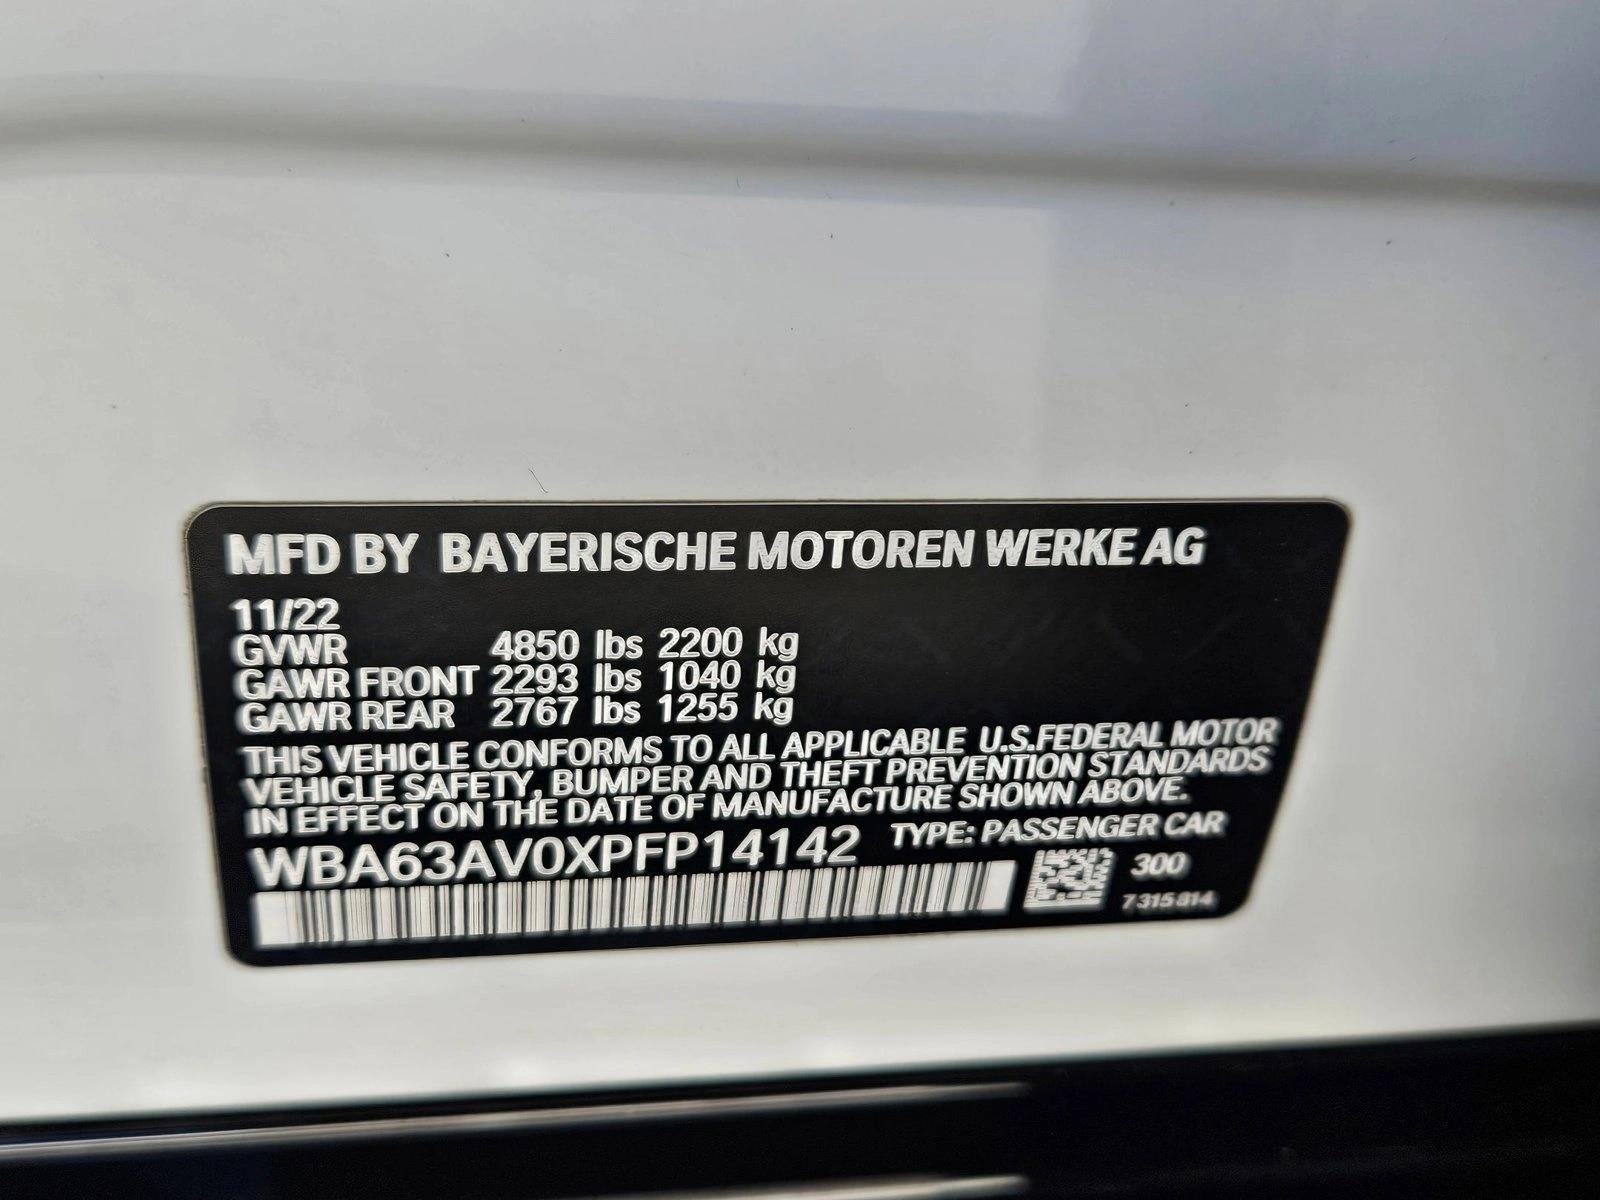 MFD BY BAYERISCHE MOTOREN WERKE AG
11/22
GVWR 4850 lbs 2200 kg
GAWR FRONT 2293 lbs 1040 kg
GAWR REAR 2767 lbs 1255 kg
THIS VEHICLE CONFORMS TO ALL APPLICABLE U.S.FEDERAL MOTOR
VEHICLE SAFETY, BUMPER AND THEFT PREVENTION STANDARDS
IN EFFECT ON THE DATE OF MANUFACTURE SHOWN ABOVE.
WBA63AV0XPFP14142 TYPE: PASSENGER CAR
300
7 315 814